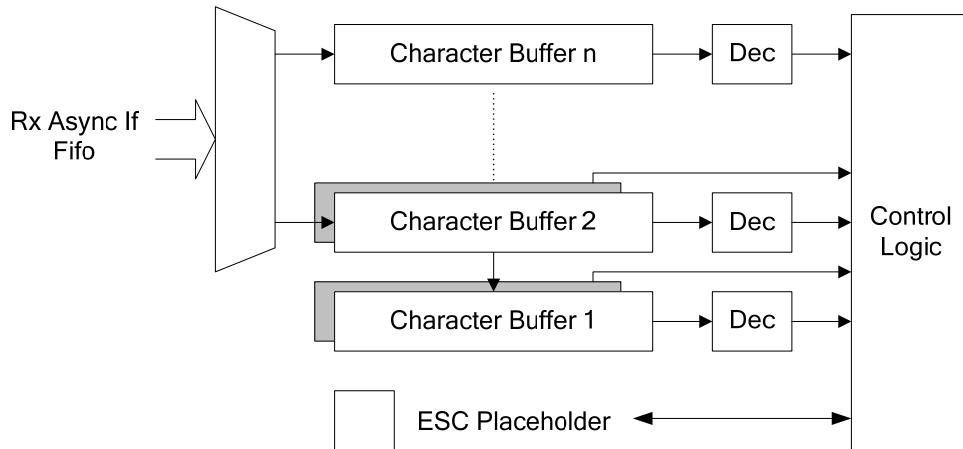 Character Buffer n
Dec
Rx Async If
Fifo
Character Buffer 2
Dec
Control
Logic
Character Buffer 1
Dec
ESC Placeholder